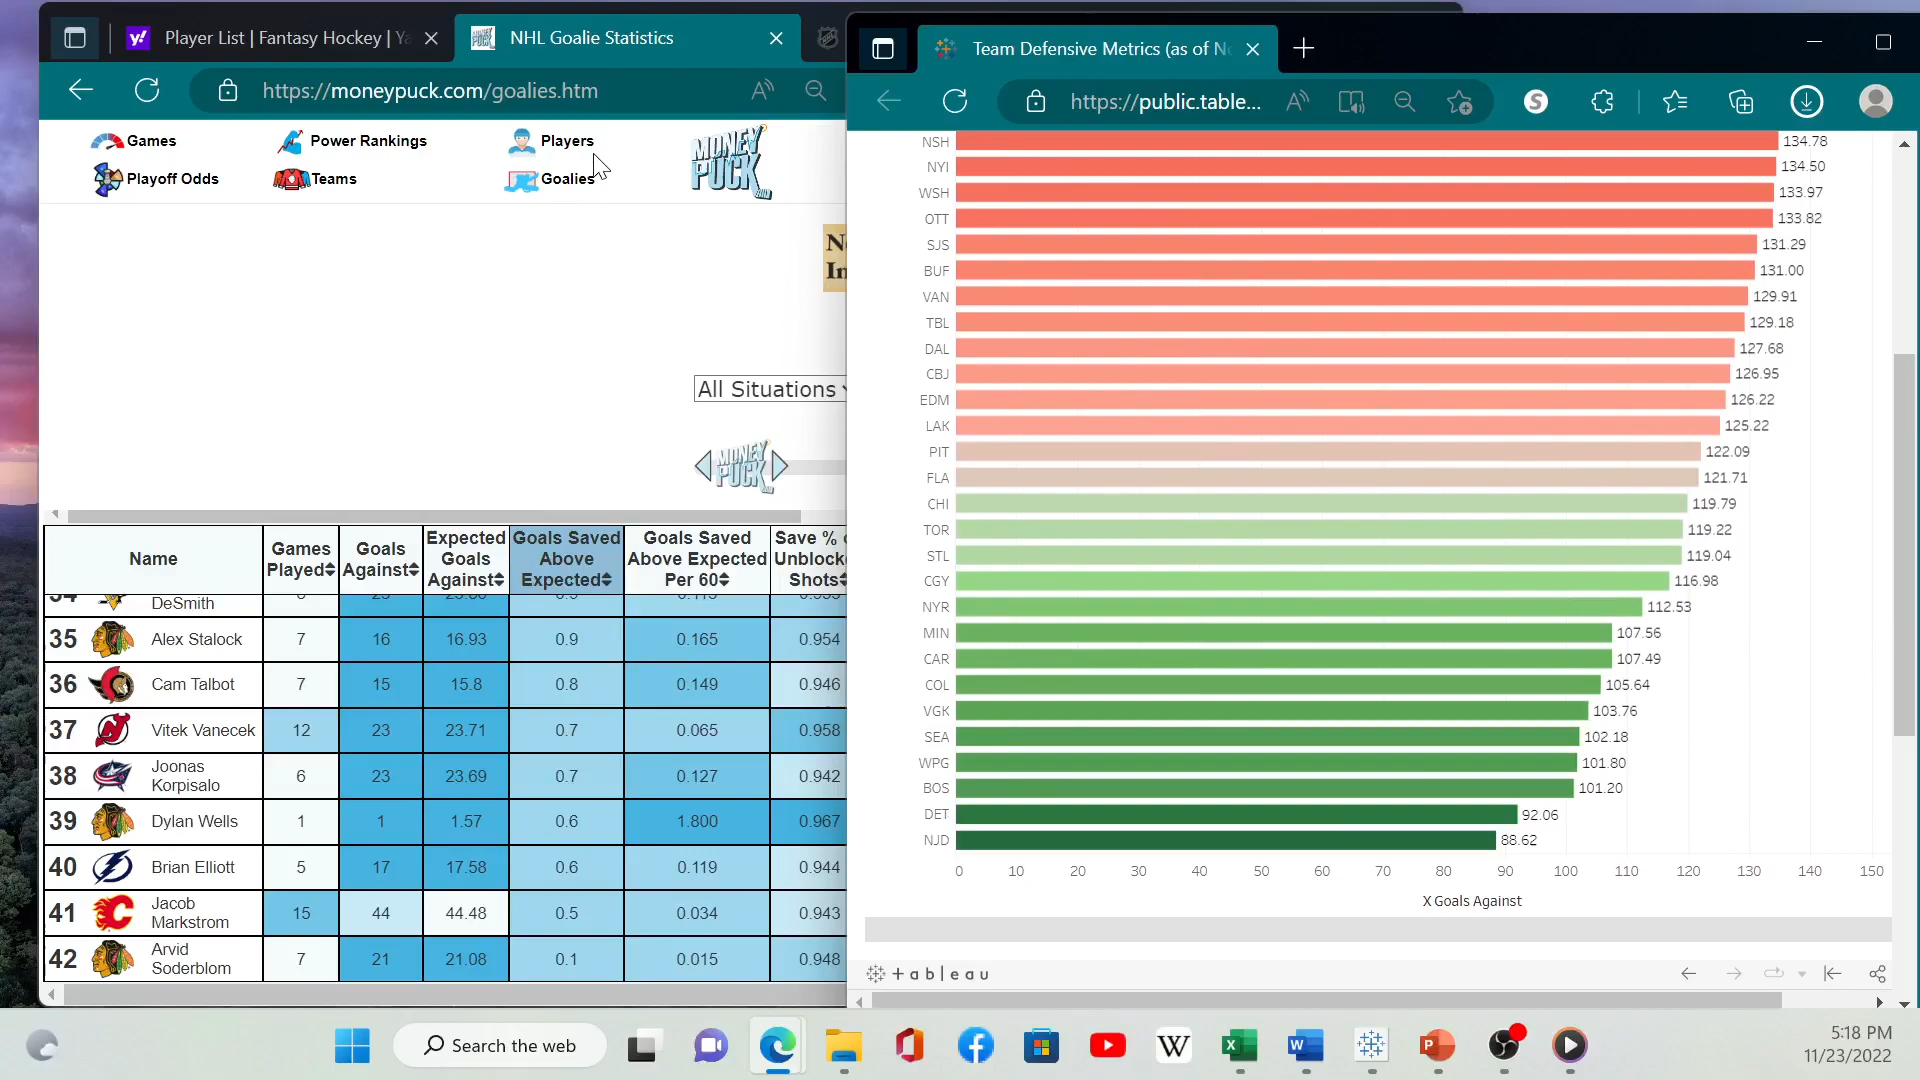 Player List | Fantasy Hockey | Ya
NHL Goalie Statistics
Team Defensive Metrics (as of No
https://moneypuck.com/goalies.htm
https://public.table...
Games
Power Rankings
Players
Playoff Odds
Teams
Goalies
MONEY
PUCK
.COM
All Situations
MONEY
PUCK
Name
Games Played
Goals Against
Expected Goals Against
Goals Saved Above Expected
Goals Saved Above Expected Per 60
Save % Unblock Shots
DeSmith
35 Alex Stalock 7 16 16.93 0.9 0.165 0.954
36 Cam Talbot 7 15 15.8 0.8 0.149 0.946
37 Vitek Vanecek 12 23 23.71 0.7 0.065 0.958
38 Joonas Korpisalo 6 23 23.69 0.7 0.127 0.942
39 Dylan Wells 1 1 1.57 0.6 1.800 0.967
40 Brian Elliott 5 17 17.58 0.6 0.119 0.944
41 Jacob Markstrom 15 44 44.48 0.5 0.034 0.943
42 Arvid Soderblom 7 21 21.08 0.1 0.015 0.948
NSH 134.78
NYI 134.50
WSH 133.97
OTT 133.82
SJS 131.29
BUF 131.00
VAN 129.91
TBL 129.18
DAL 127.68
CBJ 126.95
EDM 126.22
LAK 125.22
PIT 122.09
FLA 121.71
CHI 119.79
TOR 119.22
STL 119.04
CGY 116.98
NYR 112.53
MIN 107.56
CAR 107.49
COL 105.64
VGK 103.76
SEA 102.18
WPG 101.80
BOS 101.20
DET 92.06
NJD 88.62
0 10 20 30 40 50 60 70 80 90 100 110 120 130 140 150
X Goals Against
+ableau
Search the web
5:18 PM
11/23/2022